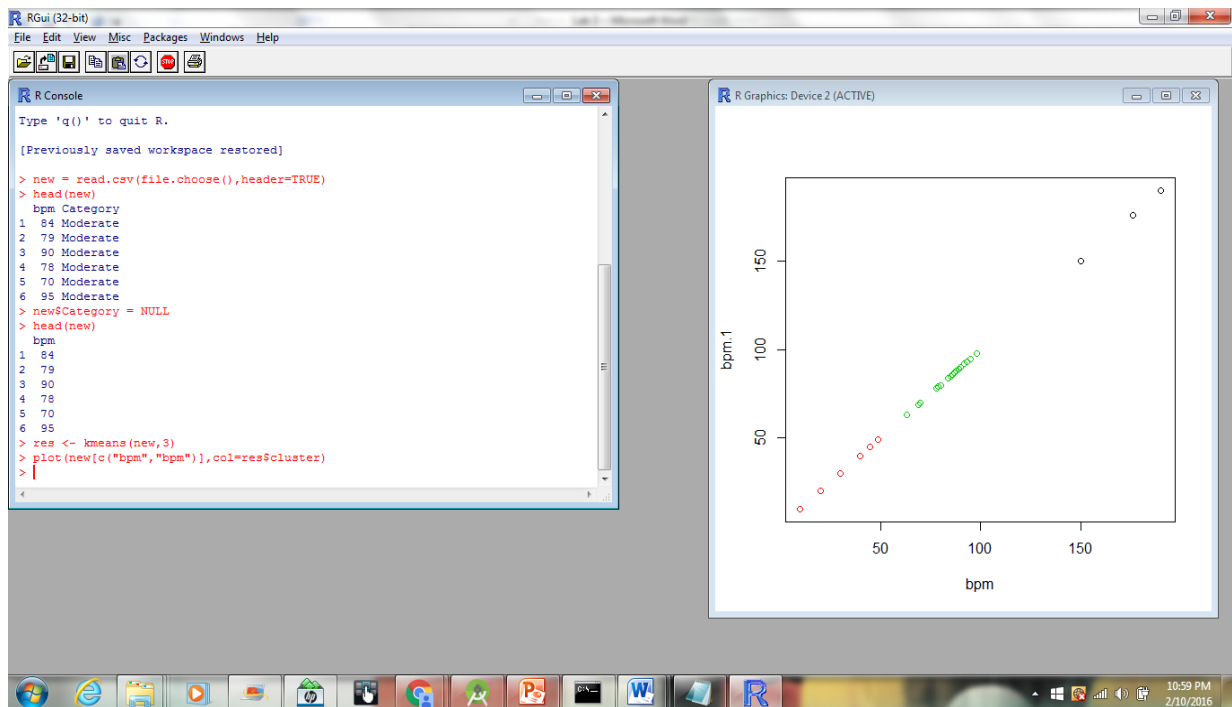 RGui (32-bit)
File Edit View Misc Packages Windows Help
STOP
R Console
Type 'q()' to quit R.
[Previously saved workspace restored]
> new = read.csv(file.choose(),header=TRUE)
> head(new)
  bpm Category
1  84 Moderate
2  79 Moderate
3  90 Moderate
4  78 Moderate
5  70 Moderate
6  95 Moderate
> new$Category = NULL
> head(new)
  bpm
1  84
2  79
3  90
4  78
5  70
6  95
> res <- kmeans(new,3)
> plot(new[c("bpm","bpm")],col=res$cluster)
>
R Graphics: Device 2 (ACTIVE)
bpm.1
150
100
50
50 100 150
bpm
10:59 PM
2/10/2016